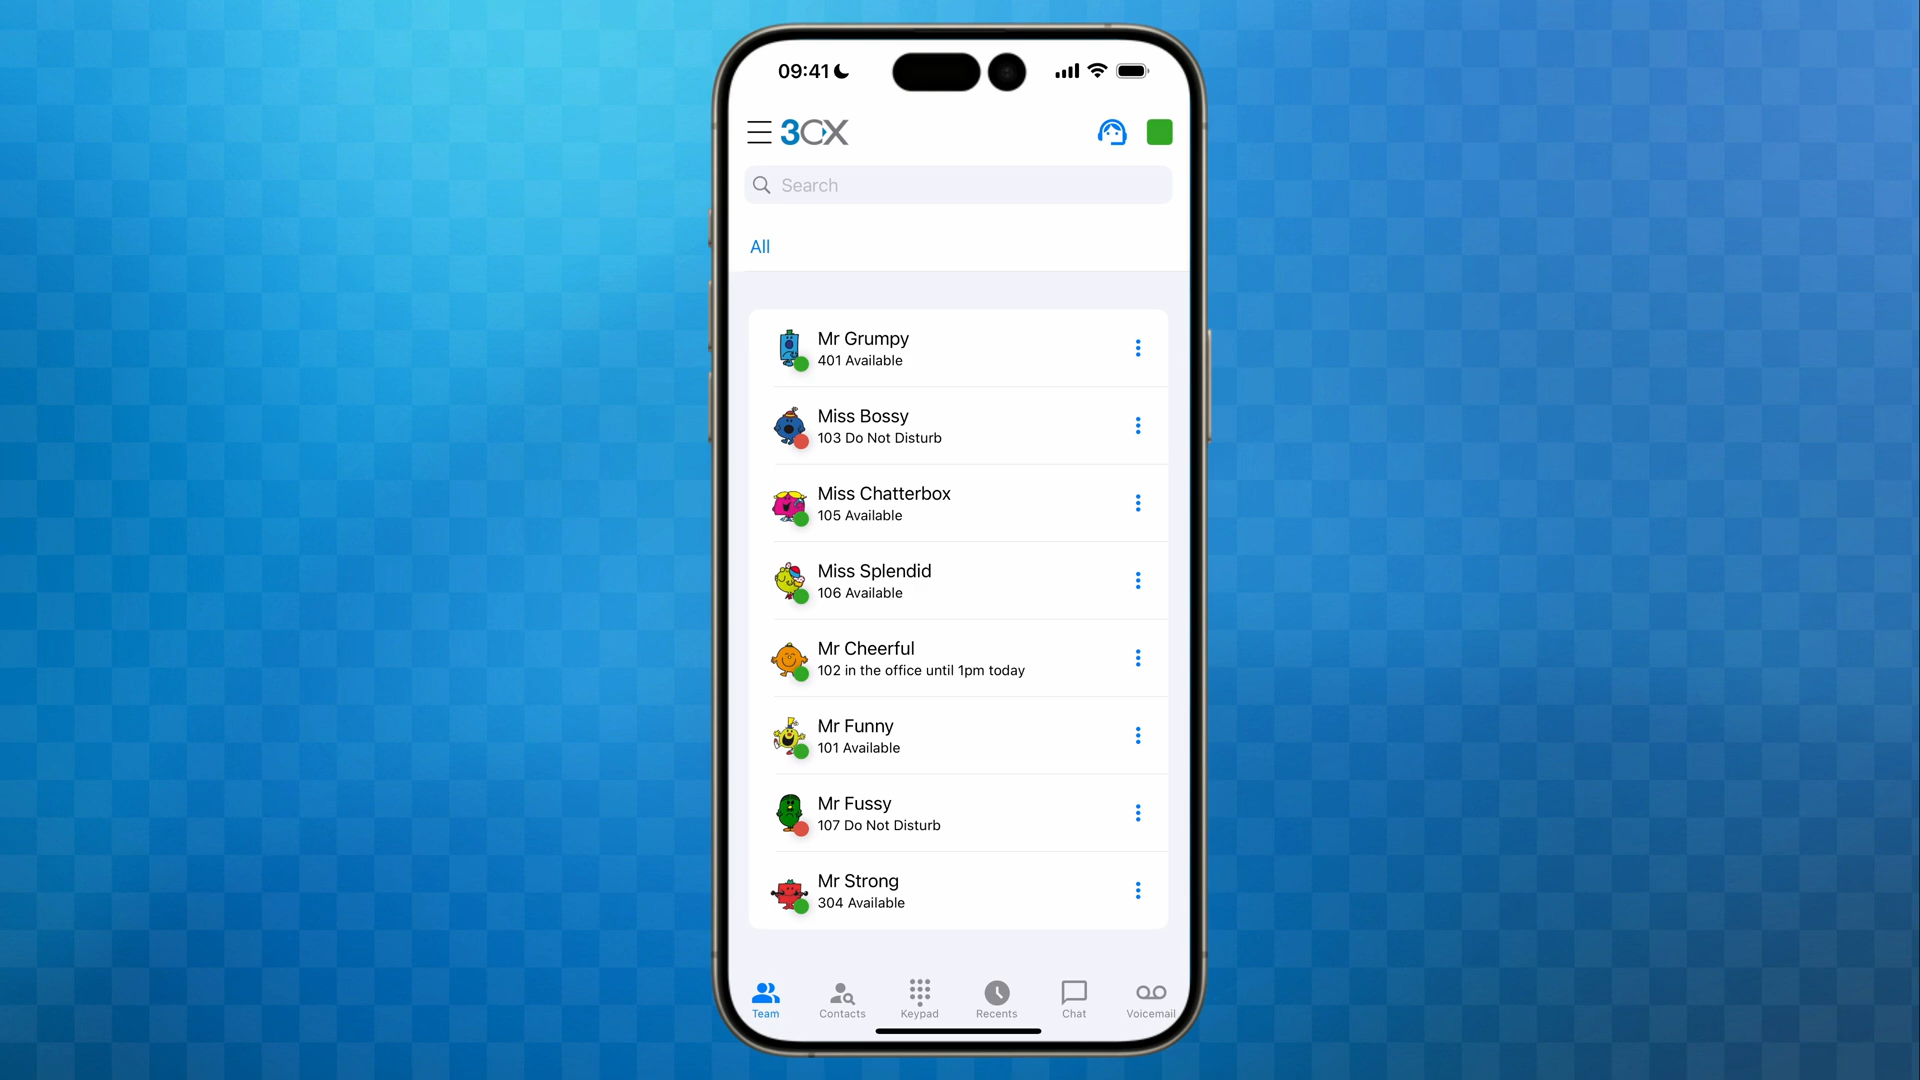 09:41
3CX
Search
All
Mr Grumpy
401 Available
Miss Bossy
103 Do Not Disturb
Miss Chatterbox
105 Available
Miss Splendid
106 Available
Mr Cheerful
102 in the office until 1pm today
Mr Funny
101 Available
Mr Fussy
107 Do Not Disturb
Mr Strong
304 Available
Team
Contacts
Keypad
Recents
Chat
Voicemail